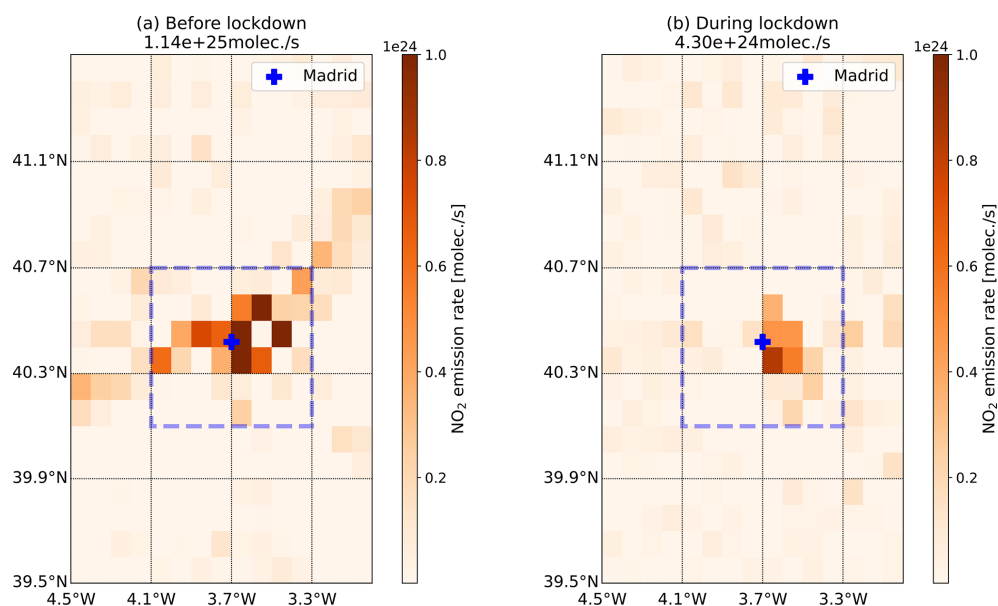 (a) Before lockdown
1.14e+25molec./s
1e24
Madrid
1.0
0.8
0.6
0.4
0.2
NO₂ emission rate [molec./s]
41.1°N
40.7°N
40.3°N
39.9°N
39.5°N
4.5°W 4.1°W 3.7°W 3.3°W
(b) During lockdown
4.30e+24molec./s
1e24
Madrid
1.0
0.8
0.6
0.4
0.2
NO₂ emission rate [molec./s]
41.1°N
40.7°N
40.3°N
39.9°N
39.5°N
4.5°W 4.1°W 3.7°W 3.3°W